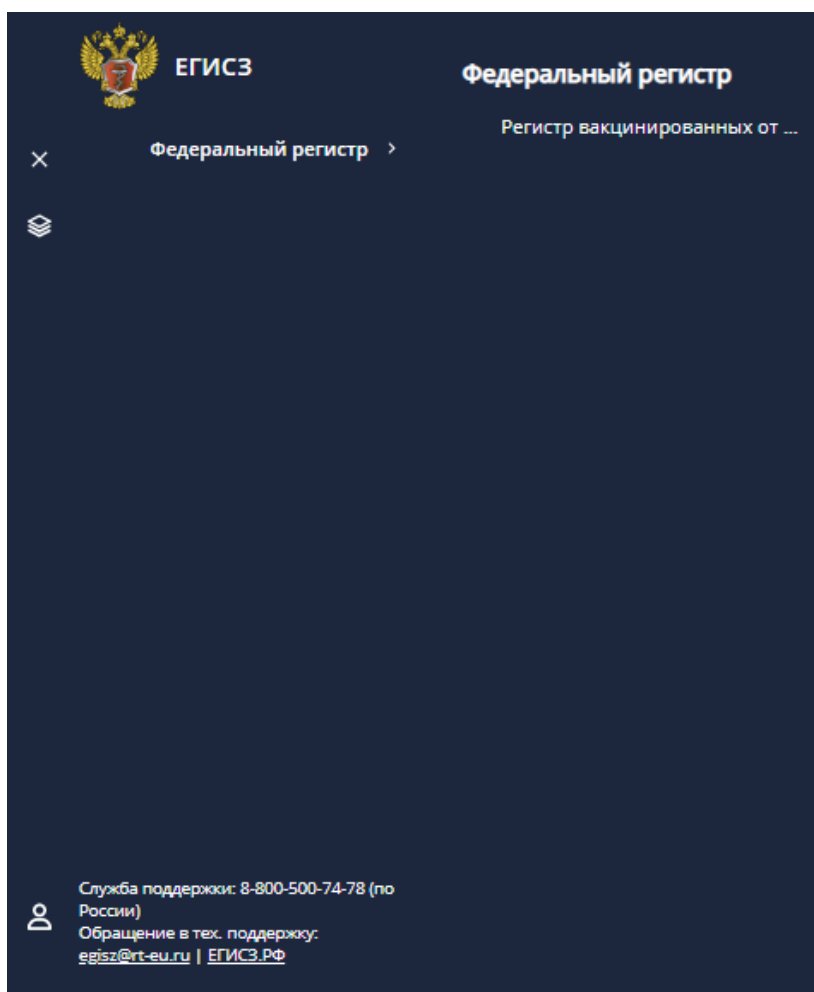 ЕГИСЗ
Федеральный регистр
Федеральный регистр
Регистр вакцинированных от ...
Служба поддержки: 8-800-500-74-78 (по
России)
Обращение в тех. поддержку:
egisz@rt-eu.ru | ЕГИСЗ.РФ